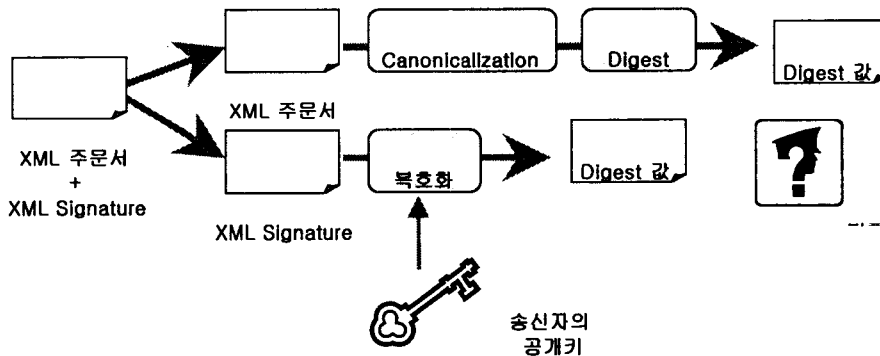 Canonicalization
Digest
Digest 값
XML 주문서
XML 주문서
+
XML Signature
복호화
Digest 값
XML Signature
송신자의
공개키